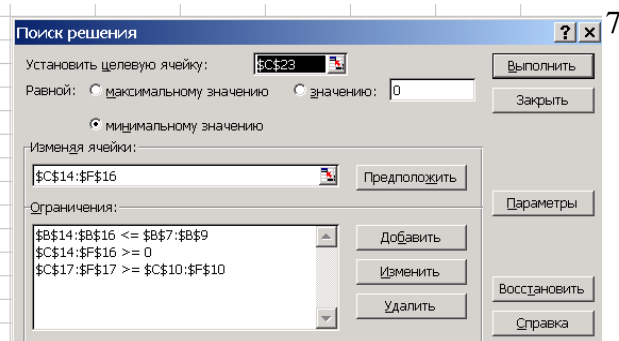 Поиск решения ? × 7
Установить целевую ячейку: $C$23 Выполнить
Равной: максимальному значению значению: 0 Закрыть
минимальному значению
Изменяя ячейки:
$C$14:$F$16 Предположить
Ограничения: Параметры
$B$14:$B$16 <= $B$7:$B$9 Добавить
$C$14:$F$16 >= 0
$C$17:$F$17 >= $C$10:$F$10 Изменить
Восстановить
Удалить
Справка